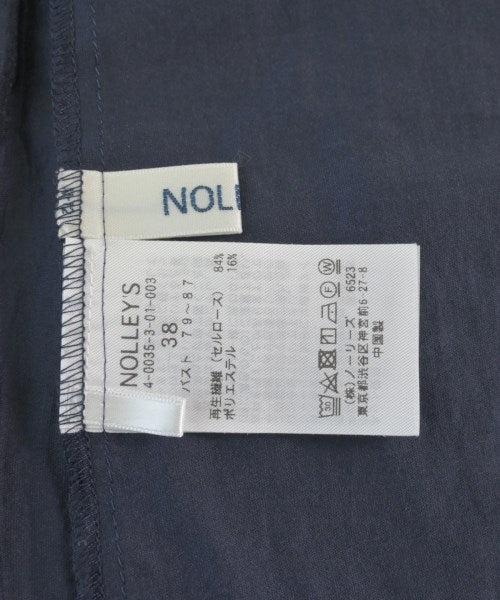 NOLL
NOLLEY'S
4-0035-3-01-003
38
バスト 79～87
再生繊維 (セルロース) 84%
ポリエステル 16%
30
F
W
(株)ノーリーズ 6523
東京都渋谷区神宮前6 27-8
中国製